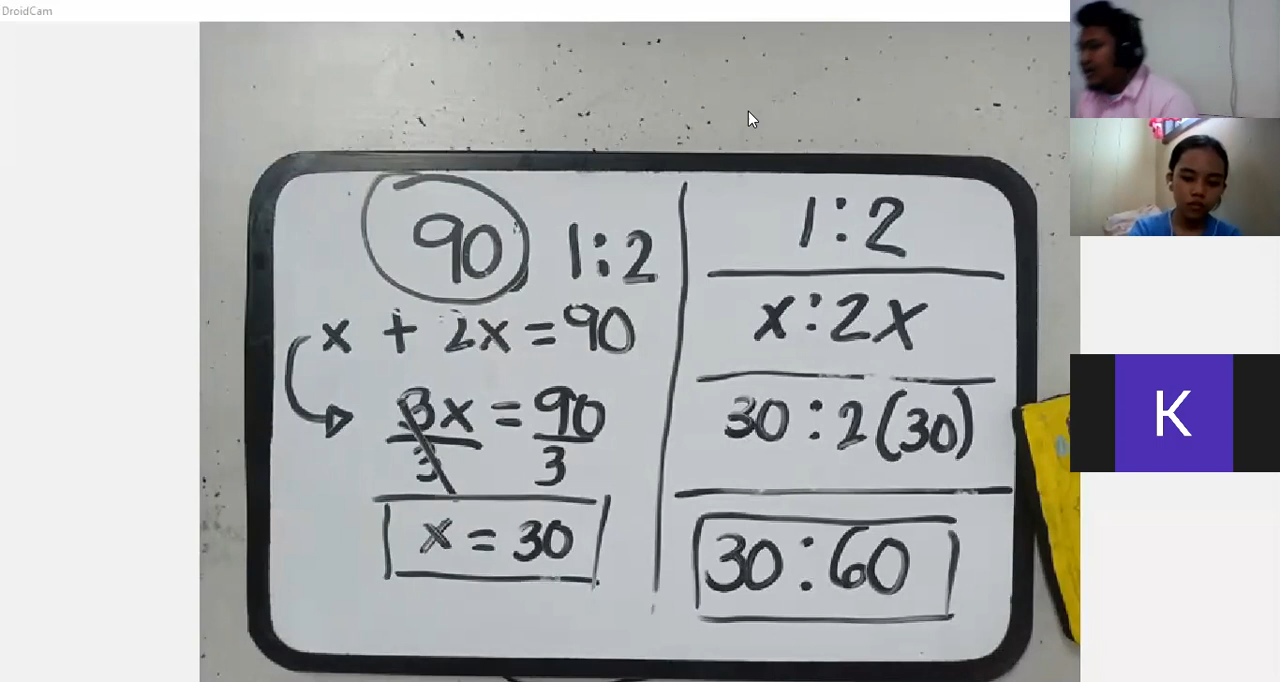 DroidCam
90 1:2
x + 2x = 90
3x = 90
3 3
x = 30
1:2
x:2x
30:2(30)
30:60
K